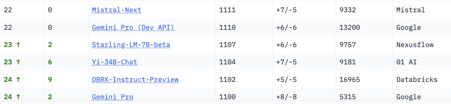 22 0 Mistral-Next 1111 +7/-5 9332 Mistral
22 0 Gemini Pro (Dev API) 1110 +6/-6 13200 Google
23 ↑ 2 Starling-LM-7B-beta 1107 +4/-6 9757 Nexusflow
23 ↑ 6 Yi-34B-Chat 1104 +7/-5 9181 01 AI
24 ↑ 9 DBRX-Instruct-Preview 1102 +5/-5 16965 Databricks
24 ↑ 2 Gemini Pro 1100 +8/-8 5315 Google